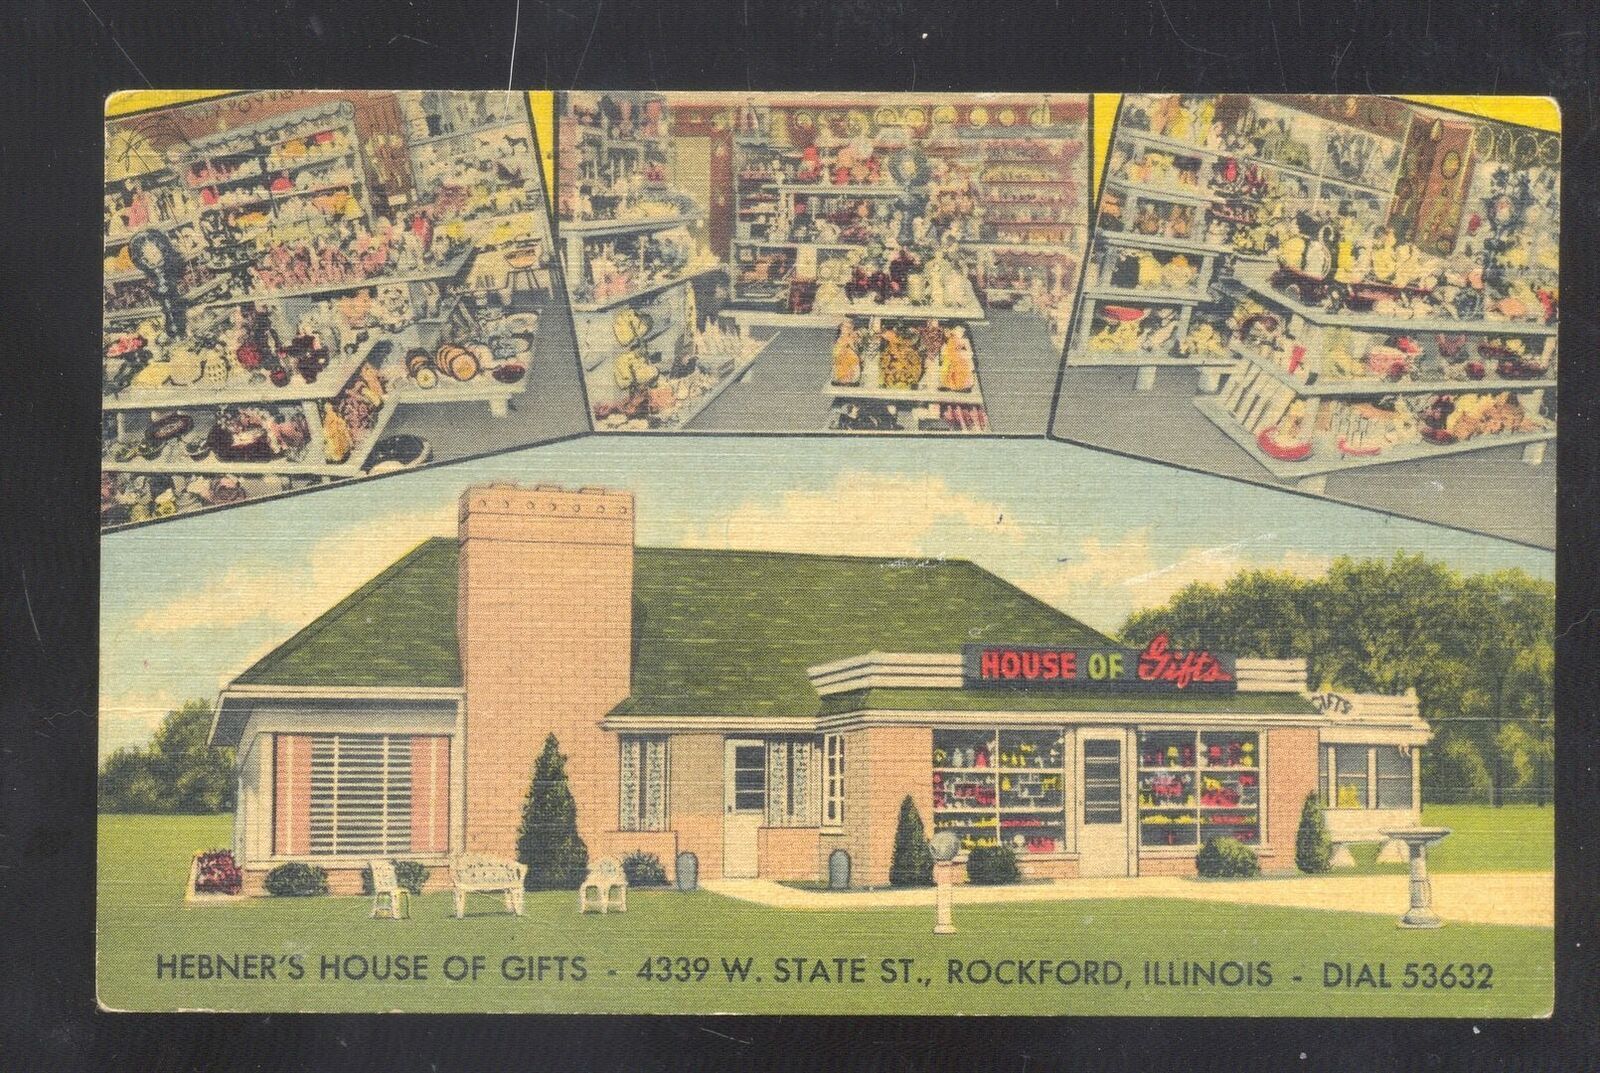 HOUSE OF Gifts
GIFTS
HEBNER'S HOUSE OF GIFTS - 4339 W. STATE ST., ROCKFORD, ILLINOIS - DIAL 53632